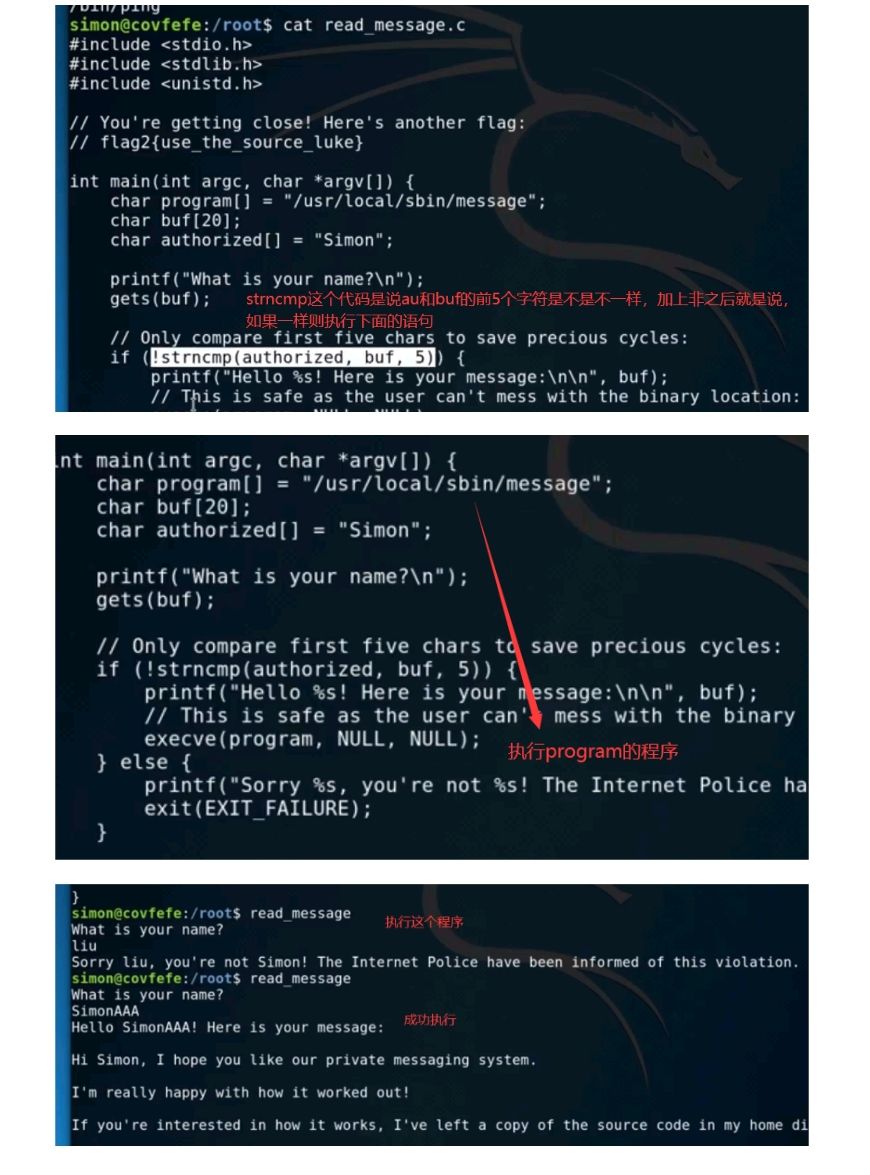 /bin/ping
simon@covfefe:/root$ cat read_message.c
#include <stdio.h>
#include <stdlib.h>
#include <unistd.h>
// You're getting close! Here's another flag:
// flag2{use_the_source_luke}
int main(int argc, char *argv[]) {
char program[] = "/usr/local/sbin/message";
char buf[20];
char authorized[] = "Simon";
printf("What is your name?\n");
gets(buf);
strncmp这个代码是说au和buf的前5个字符是不是不一样，加上非之后就是说，
如果一样则执行下面的语句
// Only compare first five chars to save precious cycles:
if (!strncmp(authorized, buf, 5)) {
printf("Hello %s! Here is your message:\n\n", buf);
// This is safe as the user can't mess with the binary location:
int main(int argc, char *argv[]) {
char program[] = "/usr/local/sbin/message";
char buf[20];
char authorized[] = "Simon";
printf("What is your name?\n");
gets(buf);
// Only compare first five chars to save precious cycles:
if (!strncmp(authorized, buf, 5)) {
printf("Hello %s! Here is your message:\n\n", buf);
// This is safe as the user can't mess with the binary
execve(program, NULL, NULL);
执行program的程序
} else {
printf("Sorry %s, you're not %s! The Internet Police ha
exit(EXIT_FAILURE);
}
}
simon@covfefe:/root$ read_message
执行这个程序
What is your name?
liu
Sorry liu, you're not Simon! The Internet Police have been informed of this violation.
simon@covfefe:/root$ read_message
What is your name?
SimonAAA
成功执行
Hello SimonAAA! Here is your message:
Hi Simon, I hope you like our private messaging system.
I'm really happy with how it worked out!
If you're interested in how it works, I've left a copy of the source code in my home di